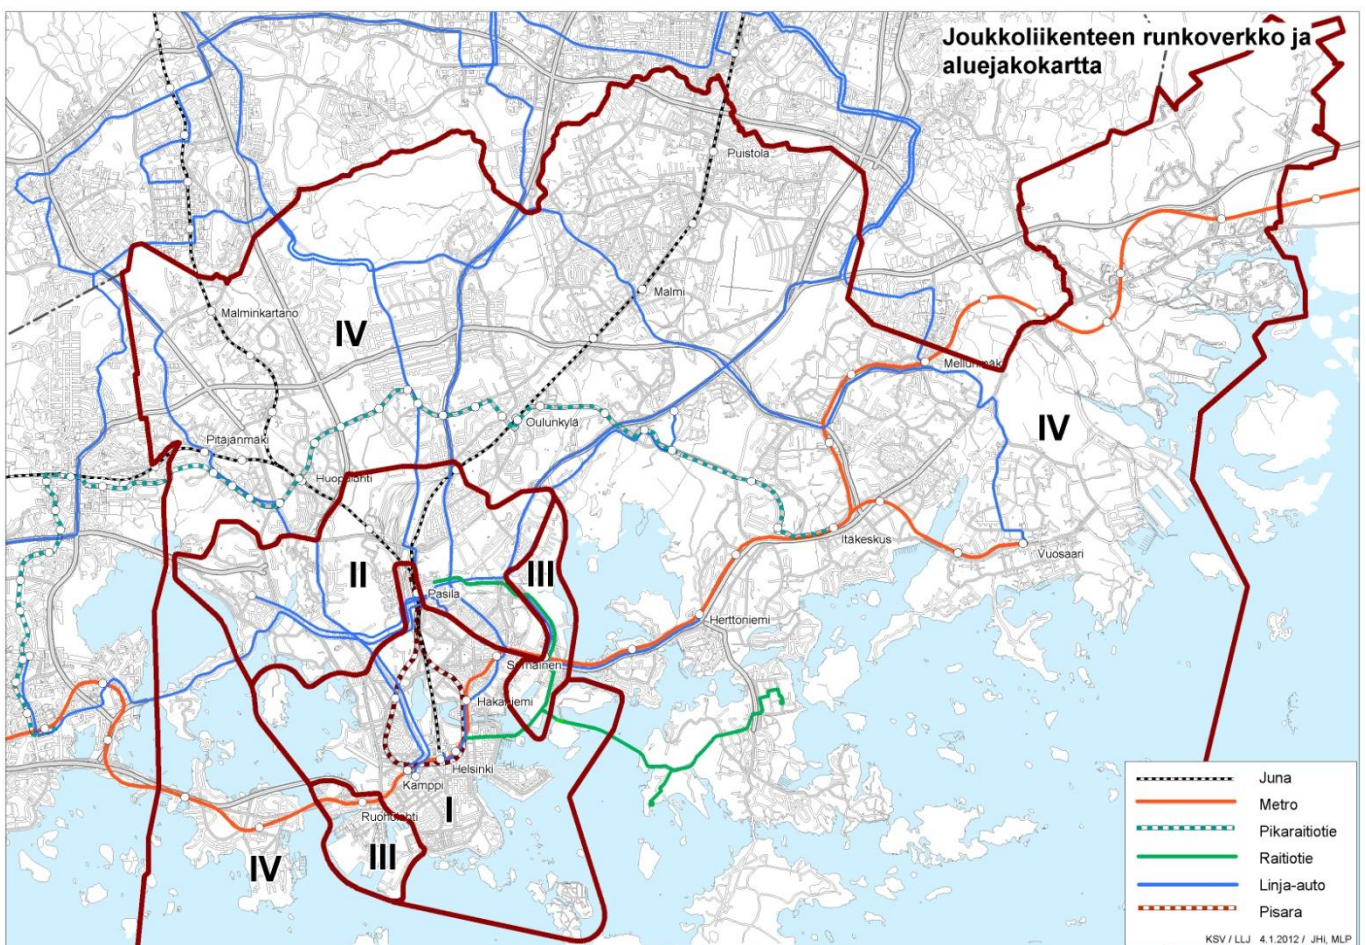 Joukkoliikenteen runkoverkko ja
aluejakokartta
Puistola
Malmi
Malminkartano
IV
Mellunmäki
IV
Oulunkylä
Pitäjänmäki
Huopalahti
Itäkeskus
Vuosaari
II
III
Pasila
Herttoniemi
Sörnäinen
Hakaniemi
Helsinki
Kamppi
I
Ruoholahti
III
IV
Juna
Metro
Pikaraitiotie
Raitiotie
Linja-auto
Pisara
KSV / LLJ 4.1.2012 / JHi, MLP